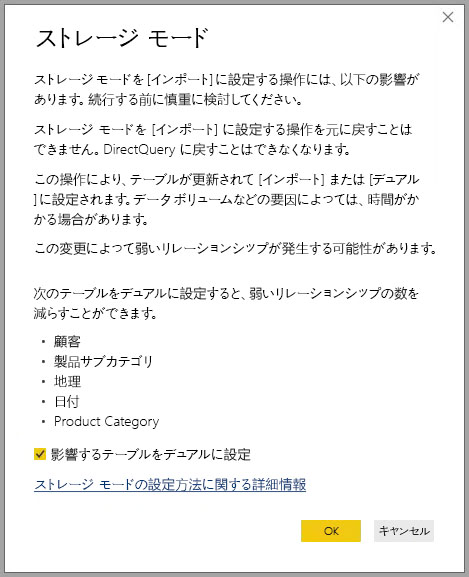 ストレージ モード
ストレージ モードを [インポート] に設定する操作には、以下の影響が
あります。続行する前に慎重に検討してください。
ストレージ モードを [インポート] に設定する操作を元に戻すことは
できません。DirectQuery に戻すことはできなくなります。
この操作により、テーブルが更新されて [インポート] または [デュアル
] に設定されます。データ ボリュームなどの要因によっては、時間がか
かる場合があります。
この変更によって弱いリレーションシップが発生する可能性があります。
次のテーブルをデュアルに設定すると、弱いリレーションシップの数を
減らすことができます。
・ 顧客
・ 製品サブカテゴリ
・ 地理
・ 日付
・ Product Category
影響するテーブルをデュアルに設定
ストレージ モードの設定方法に関する詳細情報
OK キャンセル